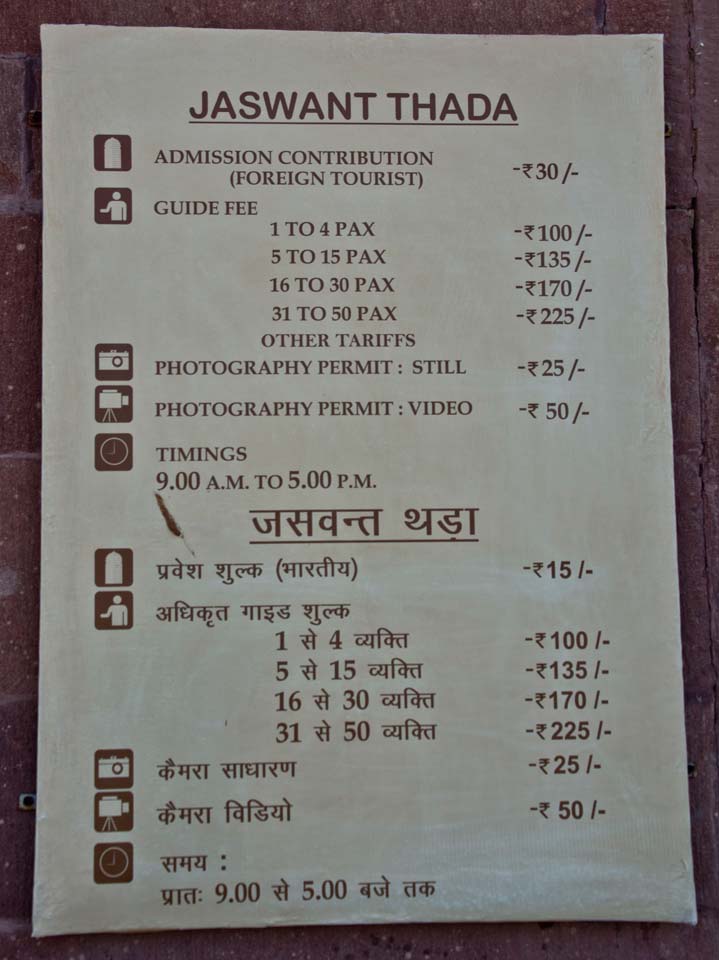 JASWANT THADA
ADMISSION CONTRIBUTION
(FOREIGN TOURIST) -₹30/-
GUIDE FEE
1 TO 4 PAX -₹100/-
5 TO 15 PAX -₹135/-
16 TO 30 PAX -₹170/-
31 TO 50 PAX -₹225/-
OTHER TARIFFS
PHOTOGRAPHY PERMIT : STILL -₹25/-
PHOTOGRAPHY PERMIT : VIDEO -₹ 50/-
TIMINGS
9.00 A.M. TO 5.00 P.M.
जसवन्त थड़ा
प्रवेश शुल्क (भारतीय) -₹15/-
अधिकृत गाइड शुल्क
1 से 4 व्यक्ति -₹100/-
5 से 15 व्यक्ति -₹135/-
16 से 30 व्यक्ति -₹170/-
31 से 50 व्यक्ति -₹225/-
कैमरा साधारण -₹25/-
कैमरा विडियो -₹ 50/-
समय :
प्रातः 9.00 से 5.00 बजे तक